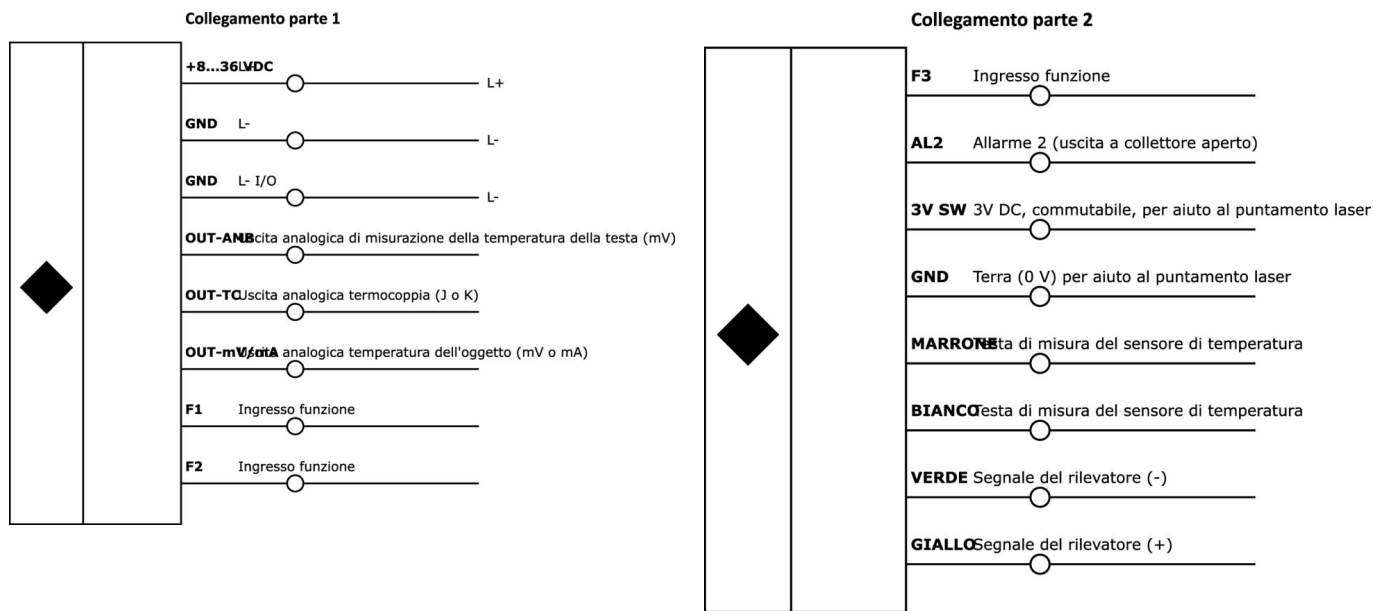 Collegamento parte 1
+8...36 VDC L+
L+
GND L-
L-
GND L- I/O
L-
OUT-AMB Uscita analogica di misurazione della temperatura della testa (mV)
OUT-TC Uscita analogica termocoppia (J o K)
OUT-mV/mA Uscita analogica temperatura dell'oggetto (mV o mA)
F1 Ingresso funzione
F2 Ingresso funzione
Collegamento parte 2
F3 Ingresso funzione
AL2 Allarme 2 (uscita a collettore aperto)
3V SW 3V DC, commutabile, per aiuto al puntamento laser
GND Terra (0 V) per aiuto al puntamento laser
MARRONE Testa di misura del sensore di temperatura
BIANCO Testa di misura del sensore di temperatura
VERDE Segnale del rilevatore (-)
GIALLO Segnale del rilevatore (+)